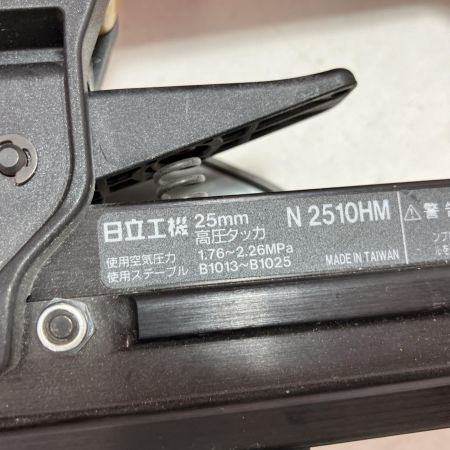 日立工機 25mm 高圧タッカ N 2510HM
使用空気圧力 1.76~2.26MPa
使用ステープル B1013~B1025
MADE IN TAIWAN
⚠警告